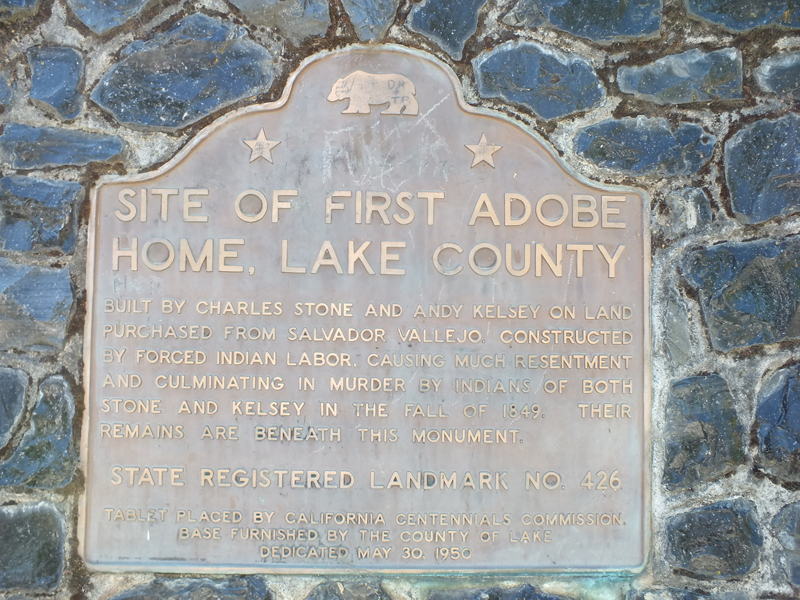 SITE OF FIRST ADOBE
HOME, LAKE COUNTY
BUILT BY CHARLES STONE AND ANDY KELSEY ON LAND
PURCHASED FROM SALVADOR VALLEJO. CONSTRUCTED
BY FORCED INDIAN LABOR, CAUSING MUCH RESENTMENT
AND CULMINATING IN MURDER BY INDIANS OF BOTH
STONE AND KELSEY IN THE FALL OF 1849. THEIR
REMAINS ARE BENEATH THIS MONUMENT.
STATE REGISTERED LANDMARK NO. 426
TABLET PLACED BY CALIFORNIA CENTENNIALS COMMISSION.
BASE FURNISHED BY THE COUNTY OF LAKE
DEDICATED MAY 30, 1950